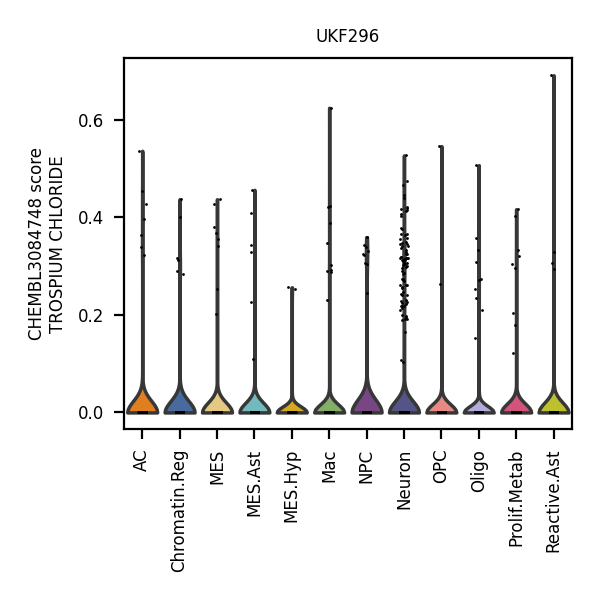 UKF296
CHEMBL3084748 score
TROSPIUM CHLORIDE
0.6
0.4
0.2
0.0
AC
Chromatin.Reg
MES
MES.Ast
MES.Hyp
Mac
NPC
Neuron
OPC
Oligo
Prolif.Metab
Reactive.Ast